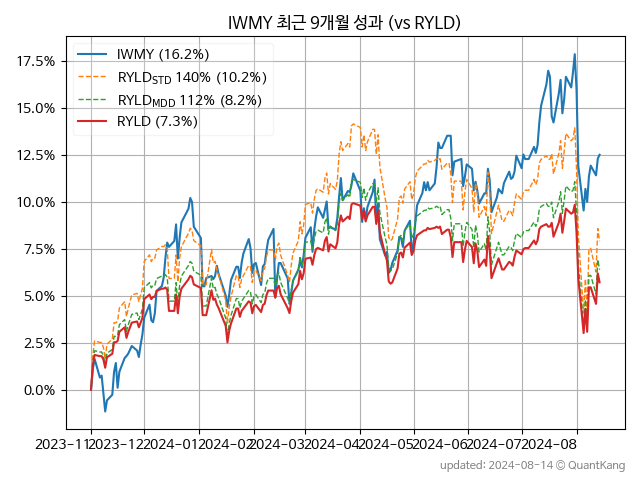 IWMY 최근 9개월 성과 (vs RYLD)
IWMY (16.2%)
RYLD_STD 140% (10.2%)
RYLD_MDD 112% (8.2%)
RYLD (7.3%)
17.5%
15.0%
12.5%
10.0%
7.5%
5.0%
2.5%
0.0%
2023-11 2023-12 2024-01 2024-02 2024-03 2024-04 2024-05 2024-06 2024-07 2024-08
updated: 2024-08-14 © QuantKang